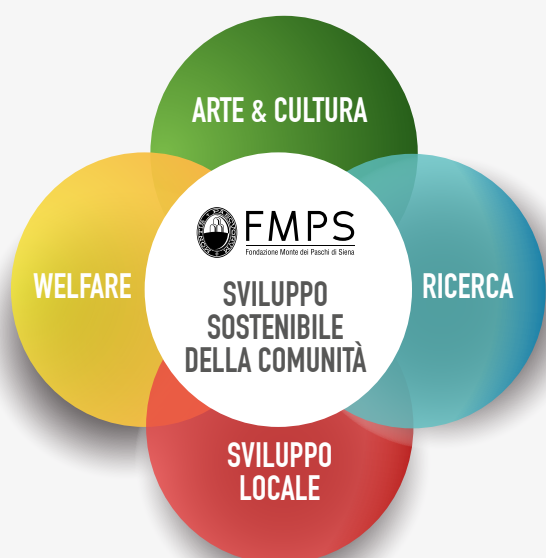 ARTE & CULTURA
FMPS
Fondazione Monte dei Paschi di Siena
WELFARE
SVILUPPO
SOSTENIBILE
DELLA COMUNITÀ
RICERCA
SVILUPPO
LOCALE